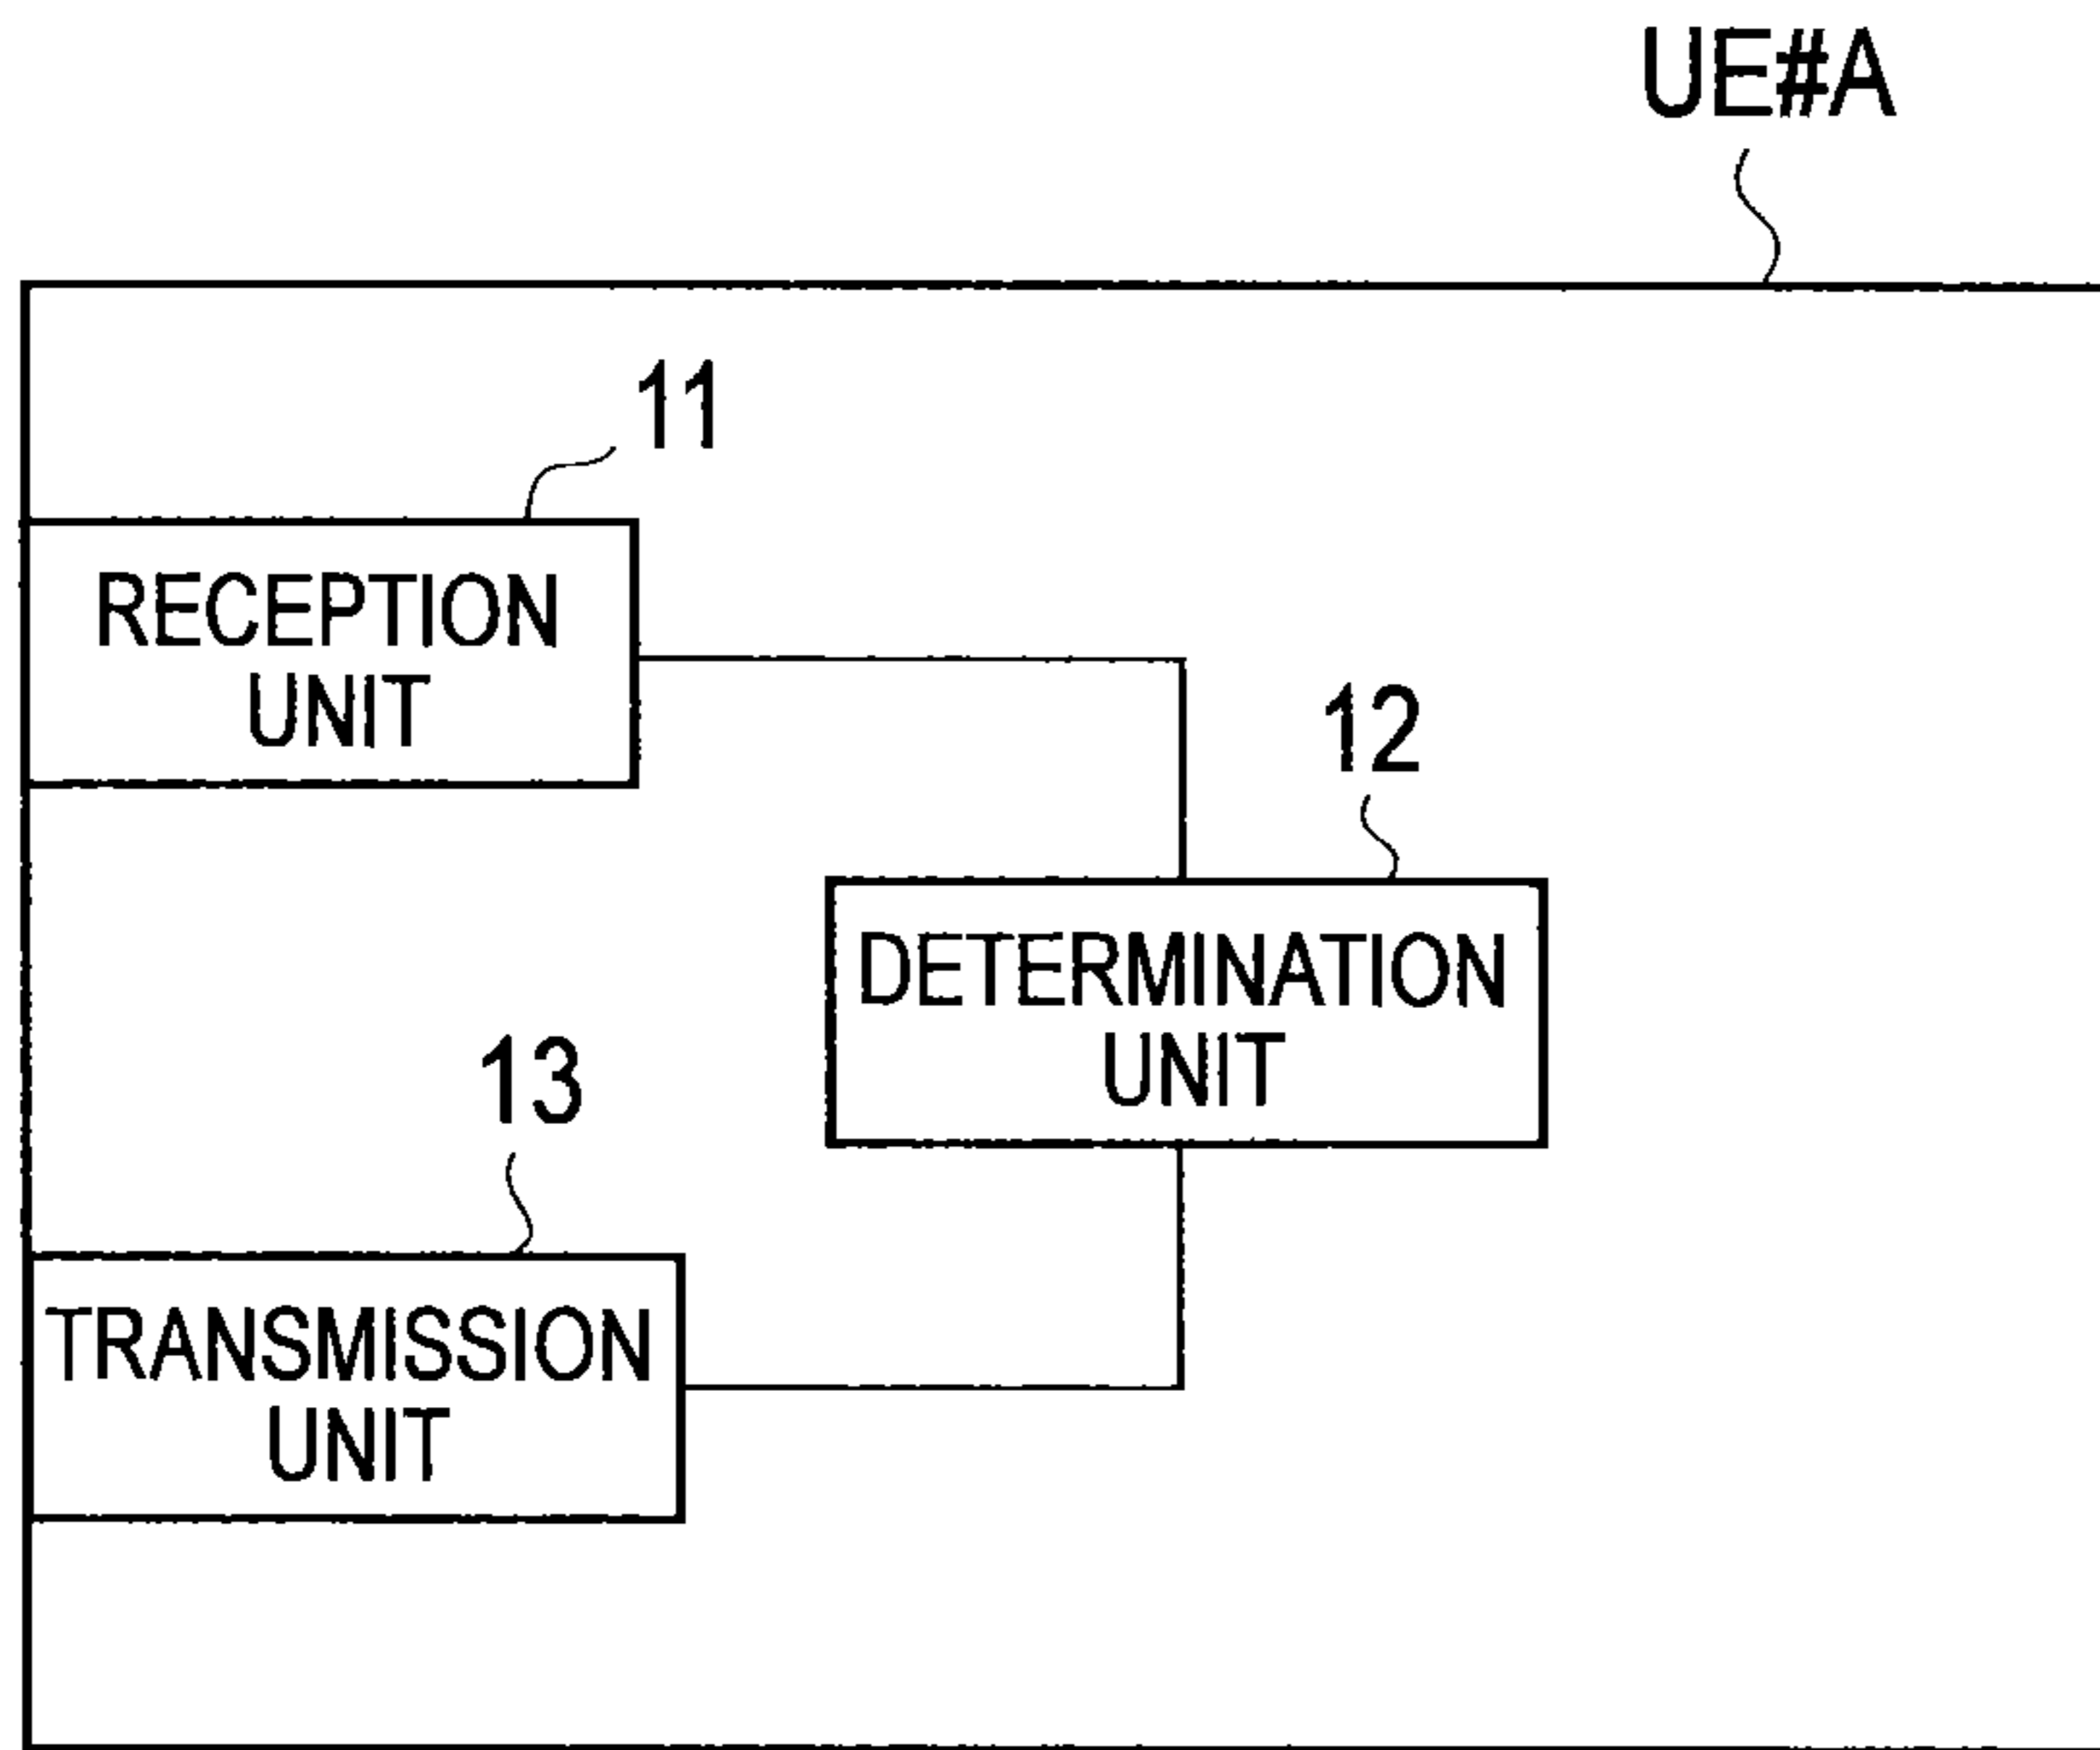 UE#A
11
RECEPTION
UNIT
12
DETERMINATION
UNIT
13
TRANSMISSION
UNIT